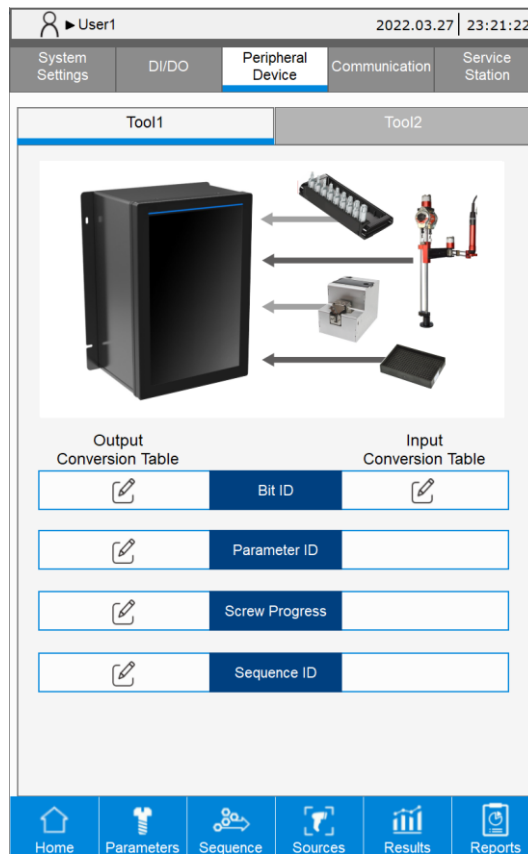 ►User1 2022.03.27 23:21:22
System Settings DI/DO Peripheral Device Communication Service Station
Tool1 Tool2
Output Conversion Table Input Conversion Table
Bit ID
Parameter ID
Screw Progress
Sequence ID
Home Parameters Sequence Sources Results Reports